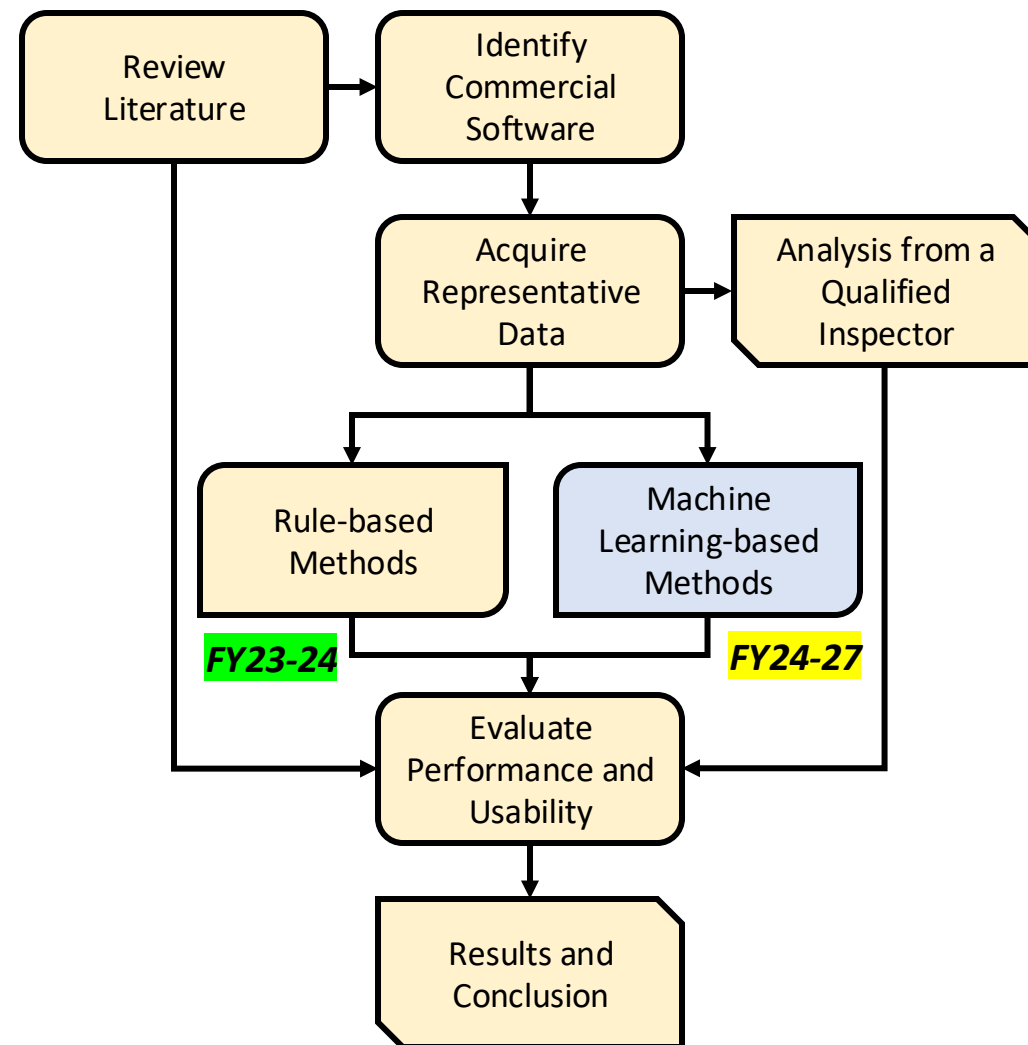 Review
Literature
Identify
Commercial
Software
Acquire
Representative
Data
Analysis from a
Qualified
Inspector
Rule-based
Methods
Machine
Learning-based
Methods
FY23-24
FY24-27
Evaluate
Performance and
Usability
Results and
Conclusion